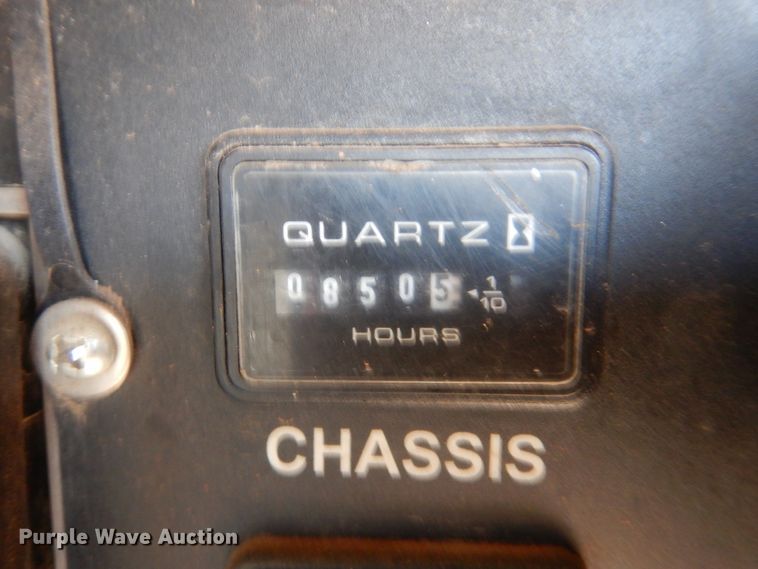 QUARTZ
08505 1/10
HOURS
CHASSIS
Purple Wave Auction